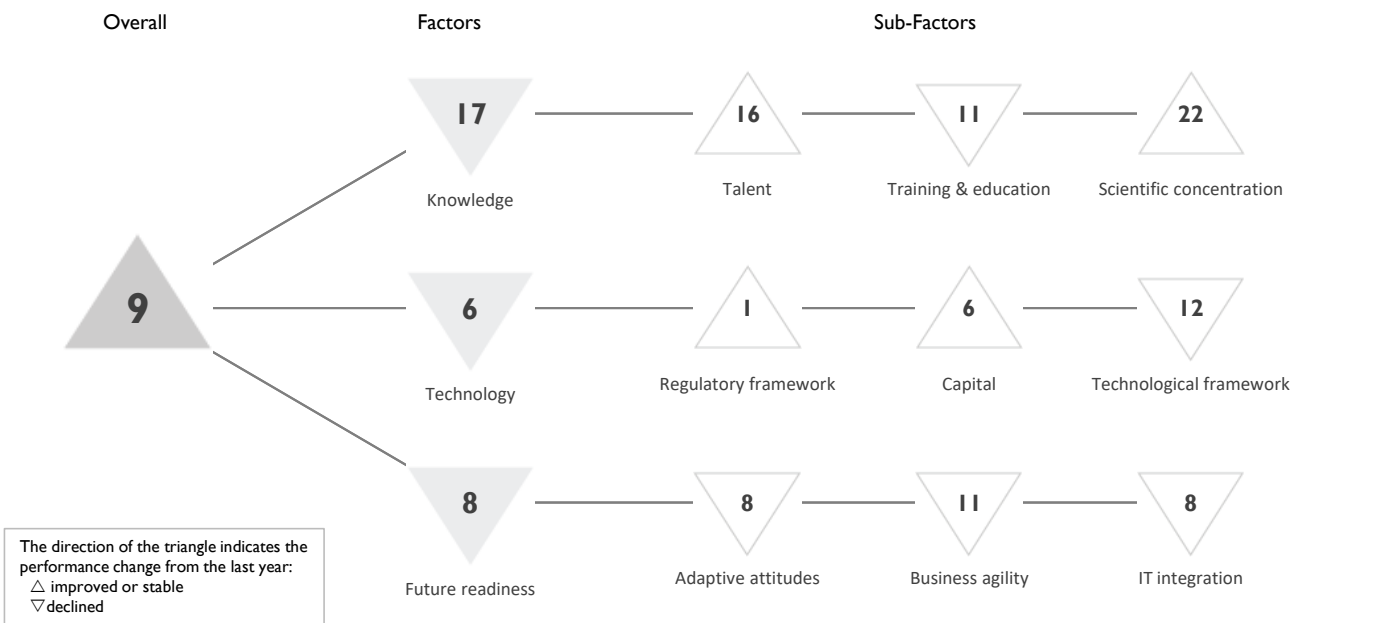 Overall
Factors
Sub-Factors
17
16
11
22
Knowledge
Talent
Training & education
Scientific concentration
9
6
1
6
12
Technology
Regulatory framework
Capital
Technological framework
8
8
11
8
Future readiness
Adaptive attitudes
Business agility
IT integration
The direction of the triangle indicates the
performance change from the last year:
△ improved or stable
▽ declined